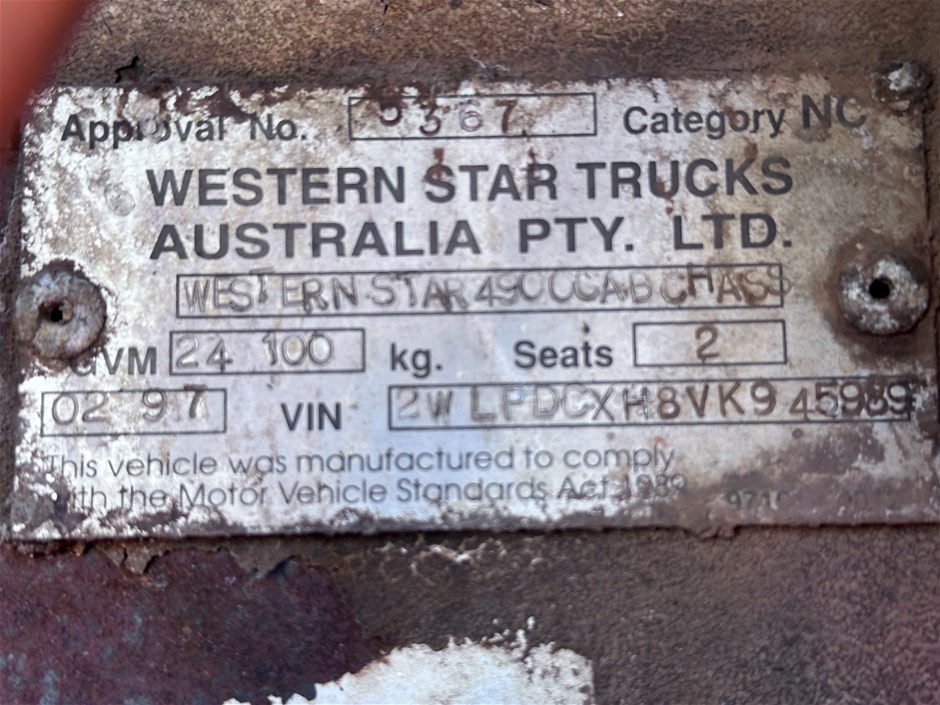 Approval No. 5367 Category NC
WESTERN STAR TRUCKS
AUSTRALIA PTY. LTD.
WESTERN STAR 4900 CAB CHASS
GVM 24 100 kg. Seats 2
02 97 VIN 2WLPDCXH8VK945989
This vehicle was manufactured to comply
with the Motor Vehicle Standards Act 1989